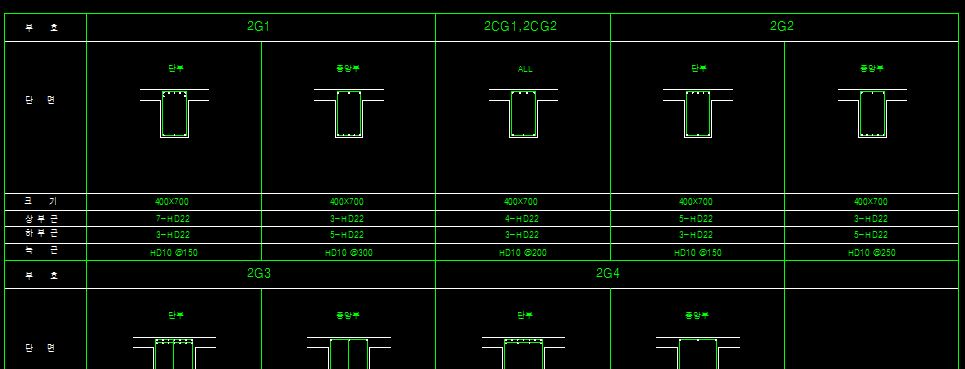 부 호 2G1 2CG1,2CG2 2G2
단부 중앙부 ALL 단부 중앙부
단 면
크 기 400X700 400X700 400X700 400X700 400X700
상 부 근 7-HD22 3-HD22 4-HD22 5-HD22 3-HD22
하 부 근 3-HD22 5-HD22 3-HD22 3-HD22 5-HD22
늑 근 HD10 @150 HD10 @300 HD10 @200 HD10 @150 HD10 @250
부 호 2G3 2G4
단부 중앙부 단부 중앙부
단 면